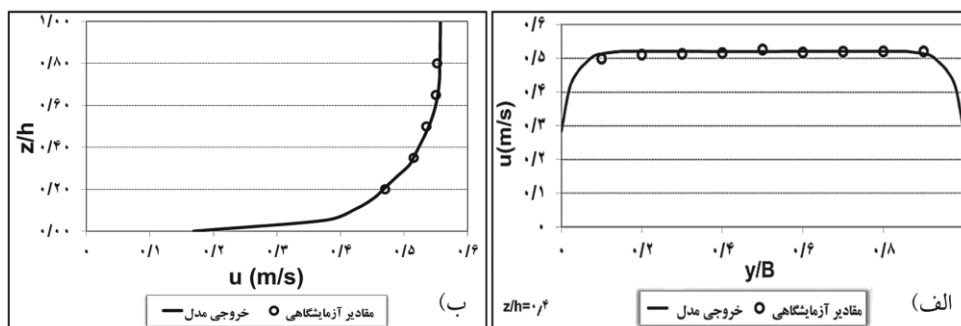 ۰/۶
۰/۵
۰/۴
۰/۳
۰/۲
۰/۱
۰
u(m/s)
۰ ۰/۲ ۰/۴ ۰/۶ ۰/۸
y/B
z/h=۰٫۴
خروجی مدل مقادیر آزمایشگاهی
الف)
۱/۰۰
۰/۸۰
۰/۶۰
۰/۴۰
۰/۲۰
۰/۰۰
z/h
۰ ۰/۱ ۰/۲ ۰/۳ ۰/۴ ۰/۵ ۰/۶
u (m/s)
خروجی مدل مقادیر آزمایشگاهی
ب)